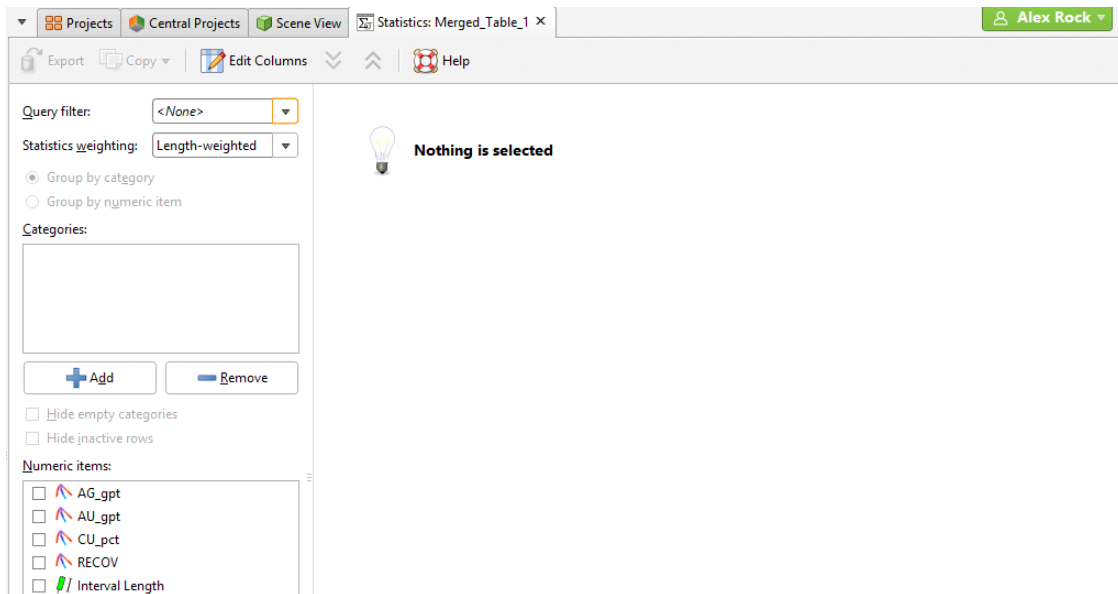 Projects Central Projects Scene View Statistics: Merged_Table_1 Alex Rock
Export Copy Edit Columns Help
Query filter: <None>
Statistics weighting: Length-weighted
Nothing is selected
Group by category
Group by numeric item
Categories:
Add Remove
Hide empty categories
Hide inactive rows
Numeric items:
AG_gpt
AU_gpt
CU_pct
RECOV
Interval Length